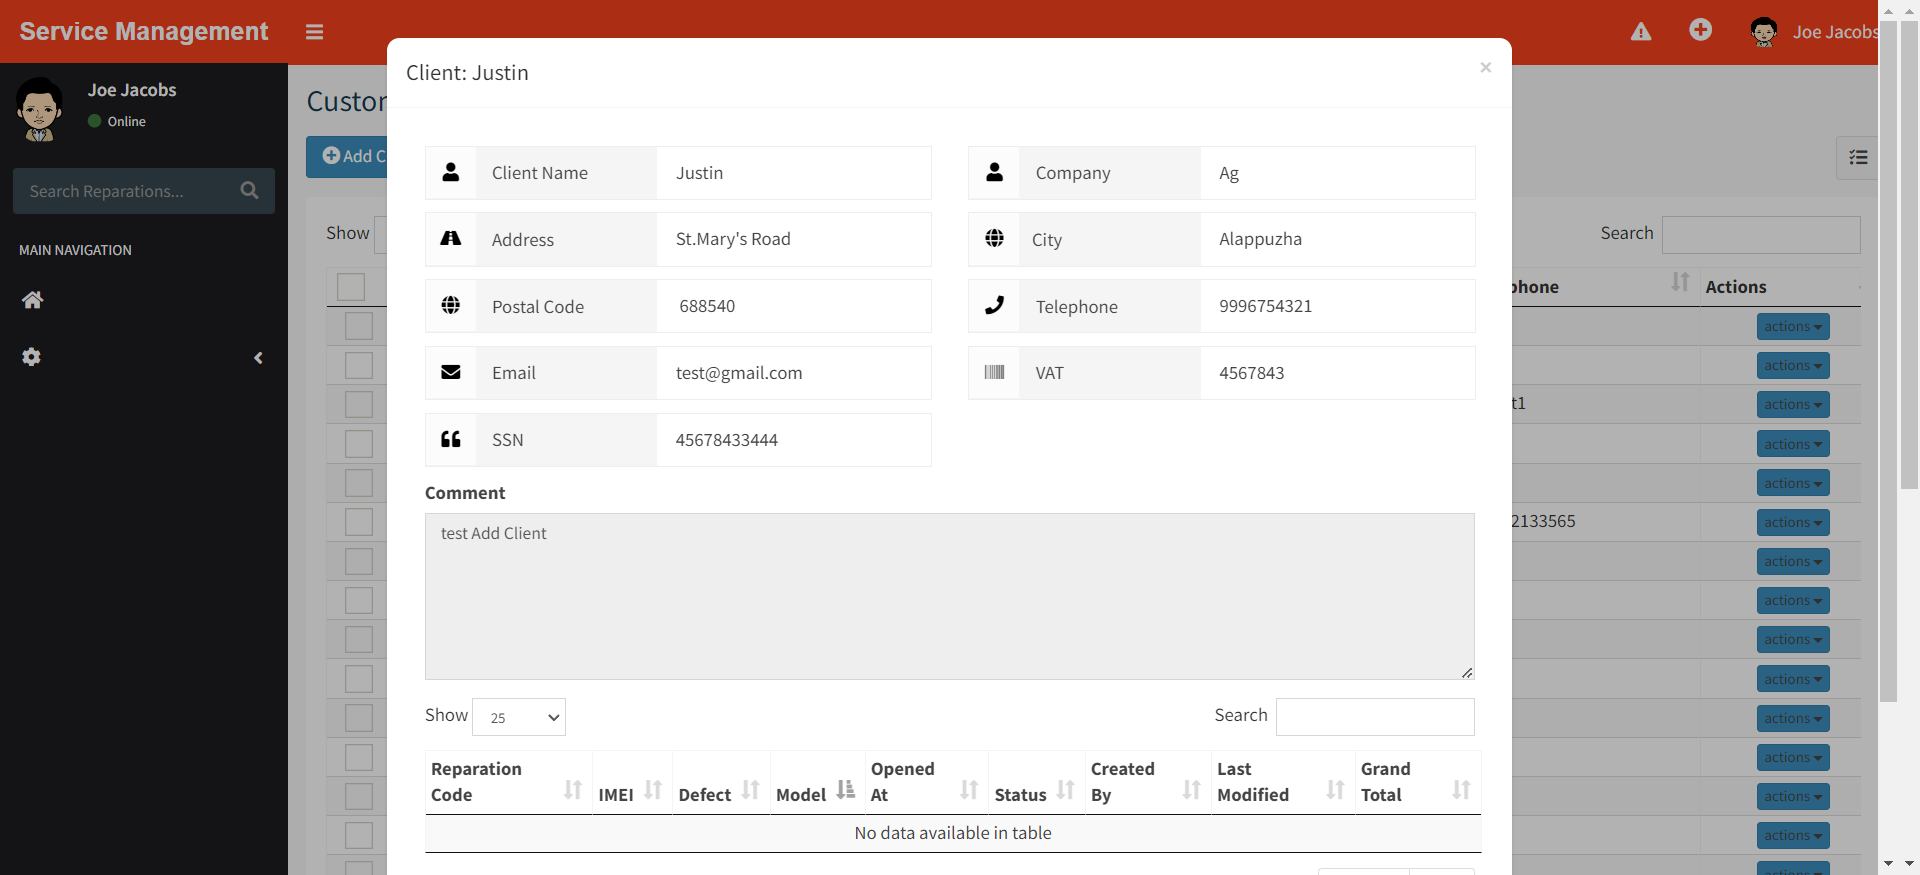 Service Management
Joe Jacobs
Joe Jacobs
Online
Search Reparations...
MAIN NAVIGATION
Add C
Show
Client: Justin
×
Client Name Justin
Company Ag
Address St.Mary's Road
City Alappuzha
Postal Code 688540
Telephone 9996754321
Email test@gmail.com
VAT 4567843
SSN 45678433444
Comment
test Add Client
Show 25
Search
Reparation Code IMEI Defect Model Opened At Status Created By Last Modified Grand Total
No data available in table
Search
phone Actions
actions
actions
t1 actions
actions
actions
2133565 actions
actions
actions
actions
actions
actions
actions
actions
actions